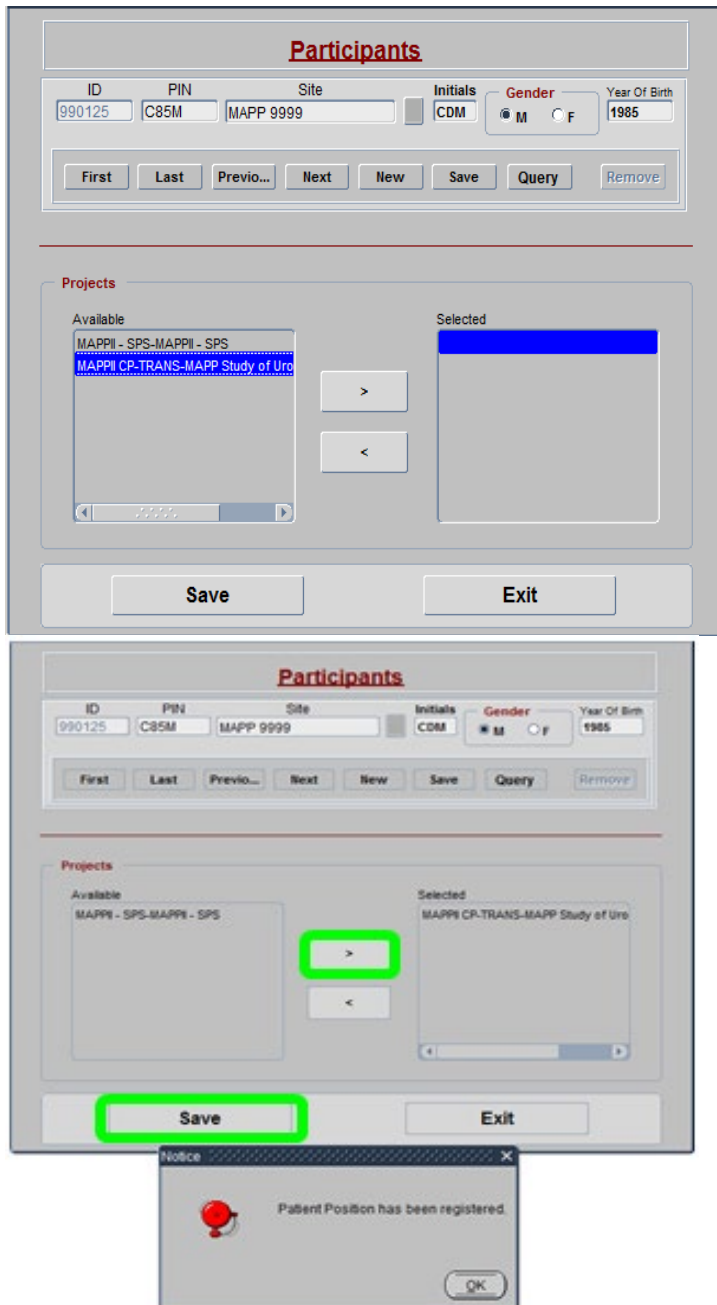 Participants
ID PIN Site Initials Gender Year Of Birth
990125 C85M MAPP 9999 CDM M F 1985
First Last Previo... Next New Save Query Remove
Projects
Available Selected
MAPPII - SPS-MAPPII - SPS
MAPPII CP-TRANS-MAPP Study of Uro
>
<
Save Exit
Participants
ID PIN Site Initials Gender Year Of Birth
990125 C85M MAPP 9999 CDM M F 1985
First Last Previo... Next New Save Query Remove
Projects
Available Selected
MAPPII - SPS-MAPPII - SPS MAPPII CP-TRANS-MAPP Study of Uro
>
<
Save Exit
Notice X
Patient Position has been registered.
OK